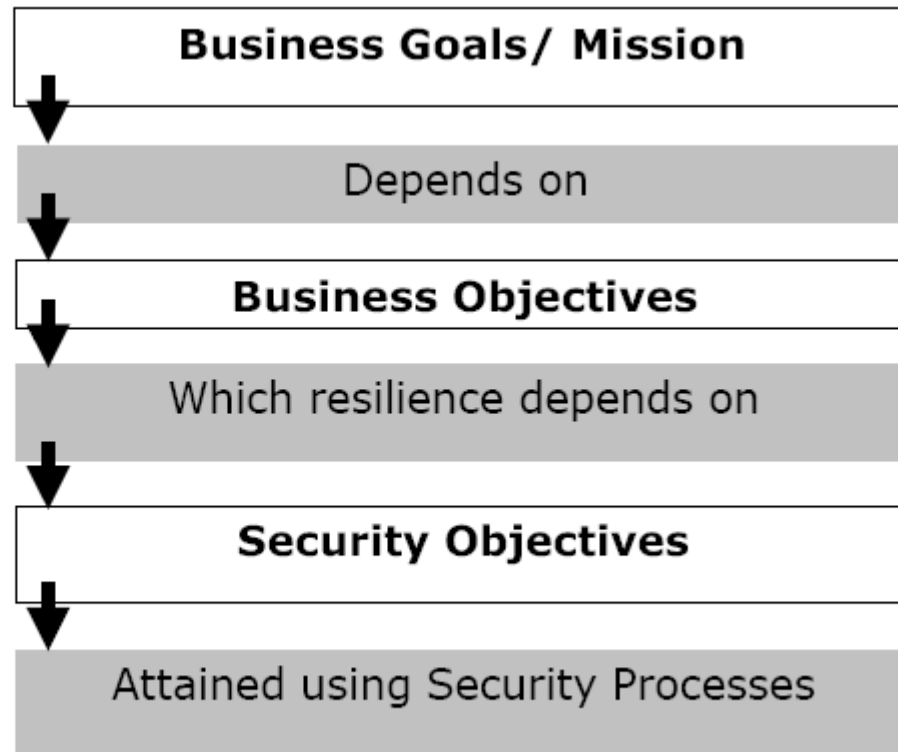 Business Goals/ Mission
Depends on
Business Objectives
Which resilience depends on
Security Objectives
Attained using Security Processes